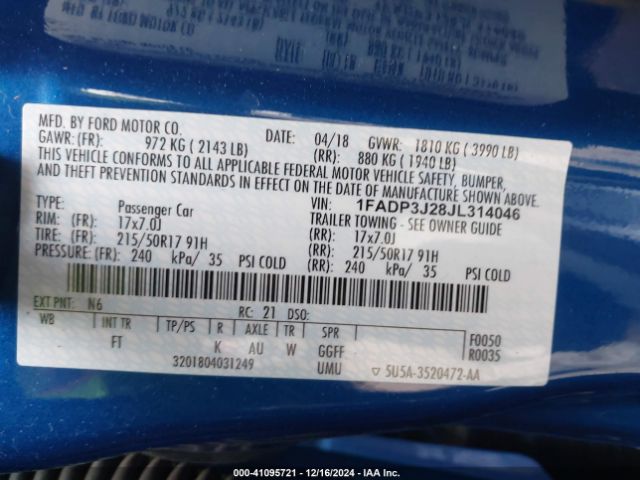 MFD. BY FORD MOTOR CO.
DATE: 04/18 GVWR: 1810 KG ( 3990 LB)
GAWR: (FR): 972 KG ( 2143 LB) (RR): 880 KG ( 1940 LB)
THIS VEHICLE CONFORMS TO ALL APPLICABLE FEDERAL MOTOR VEHICLE SAFETY, BUMPER,
AND THEFT PREVENTION STANDARDS IN EFFECT ON THE DATE OF MANUFACTURE SHOWN ABOVE.
VIN: 1FADP3J28JL314046
TYPE: Passenger Car TRAILER TOWING - SEE OWNER GUIDE
RIM: (FR): 17x7.0J (RR): 17x7.0J
TIRE: (FR): 215/50R17 91H (RR): 215/50R17 91H
PRESSURE: (FR): 240 kPa/ 35 PSI COLD (RR): 240 kPa/ 35 PSI COLD
EXT PNT: N6 RC: 21 DSO:
WB INT TR TP/PS R AXLE TR SPR F0050
FT K AU W GGFF R0035
3201804031249 UMU ▽ 5U5A-3520472-AA
000-41095721 - 12/16/2024 - IAA Inc.